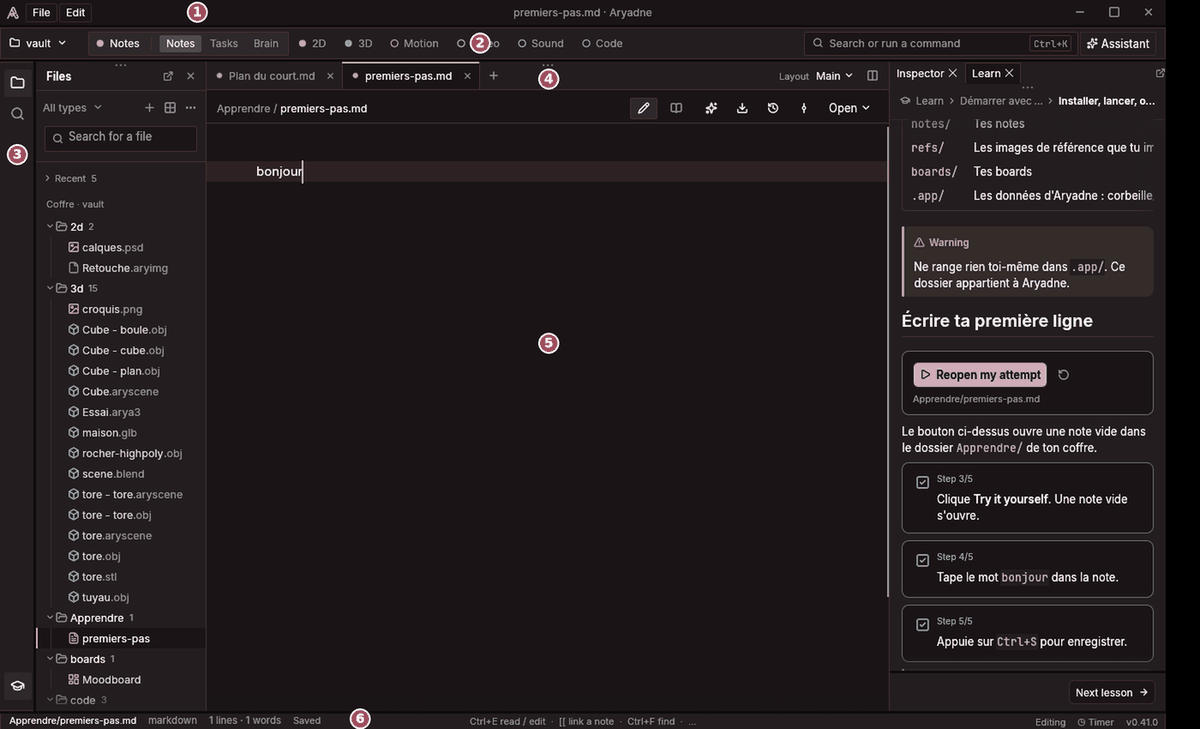 File Edit 1 premiers-pas.md · Aryadne
vault Notes Notes Tasks Brain 2D 3D Motion 2 Sound Code Search or run a command Ctrl+K Assistant
Files
All types
Search for a file
3
Recent 5
Coffre · vault
2d 2
calques.psd
Retouche.aryimg
3d 15
croquis.png
Cube - boule.obj
Cube - cube.obj
Cube - plan.obj
Cube.aryscene
Essai.arya3
maison.glb
rocher-highpoly.obj
scene.blend
tore - tore.aryscene
tore - tore.obj
tore.aryscene
tore.obj
tore.stl
tuyau.obj
Apprendre 1
premiers-pas
boards 1
Moodboard
code 3
Plan du court.md premiers-pas.md 4 Layout Main
Apprendre / premiers-pas.md Open
bonjour
5
Inspector Learn
Learn > Démarrer avec ... > Installer, lancer, o...
notes/ Tes notes
refs/ Les images de référence que tu im
boards/ Tes boards
.app/ Les données d'Aryadne : corbeille
Warning
Ne range rien toi-même dans .app/. Ce
dossier appartient à Aryadne.
Écrire ta première ligne
Reopen my attempt
Apprendre/premiers-pas.md
Le bouton ci-dessus ouvre une note vide dans
le dossier Apprendre/ de ton coffre.
Step 3/5
Clique Try it yourself. Une note vide
s'ouvre.
Step 4/5
Tape le mot bonjour dans la note.
Step 5/5
Appuie sur Ctrl+S pour enregistrer.
Next lesson
Apprendre/premiers-pas.md markdown 1 lines · 1 words Saved 6 Ctrl+E read / edit · [[ link a note · Ctrl+F find · ... Editing Timer v0.41.0